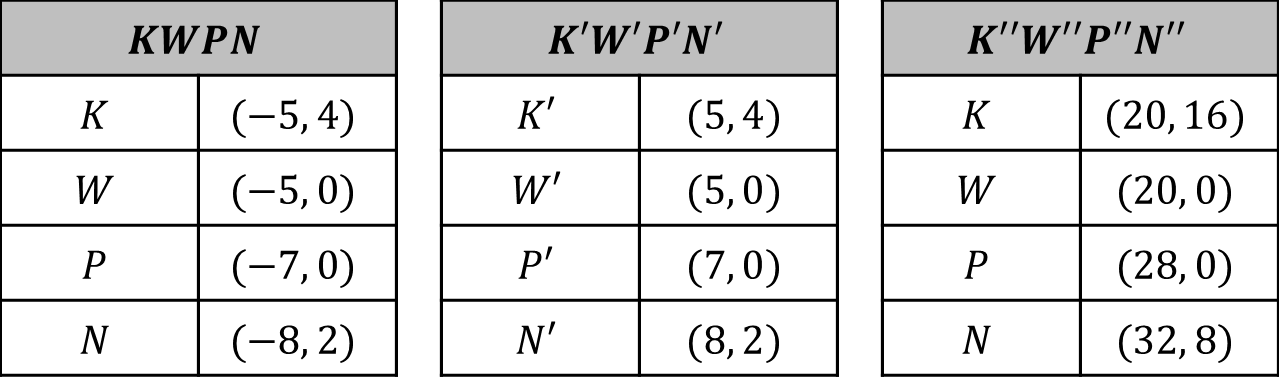 KWPN K′W′P′N′ K′′W′′P′′N′′
K (−5, 4) K′ (5, 4) K (20, 16)
W (−5, 0) W′ (5, 0) W (20, 0)
P (−7, 0) P′ (7, 0) P (28, 0)
N (−8, 2) N′ (8, 2) N (32, 8)